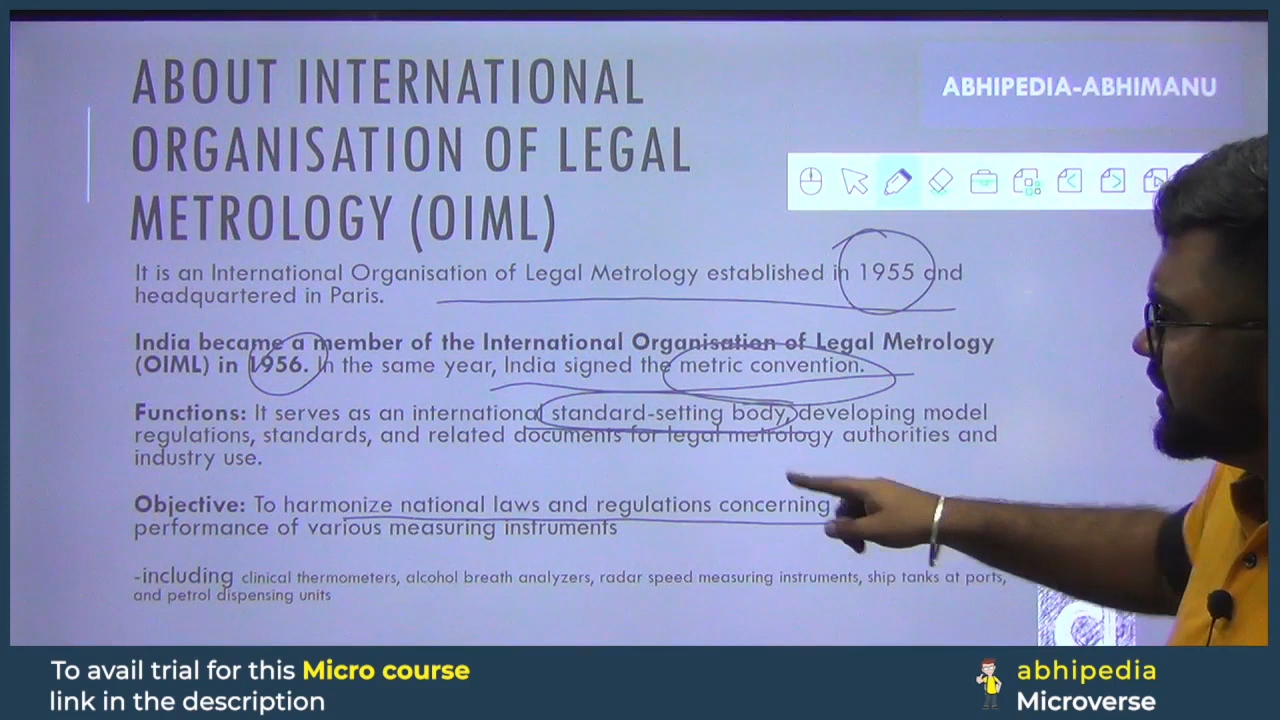 ABOUT INTERNATIONAL
ORGANISATION OF LEGAL
METROLOGY (OIML)
ABHIPEDIA-ABHIMANU
It is an International Organisation of Legal Metrology established in 1955 and
headquartered in Paris.
India became a member of the International Organisation of Legal Metrology
(OIML) in 1956. In the same year, India signed the metric convention.
Functions: It serves as an international standard-setting body, developing model
regulations, standards, and related documents for legal metrology authorities and
industry use.
Objective: To harmonize national laws and regulations concerning
performance of various measuring instruments
-including clinical thermometers, alcohol breath analyzers, radar speed measuring instruments, ship tanks at ports,
and petrol dispensing units
To avail trial for this Micro course
link in the description
abhipedia
Microverse